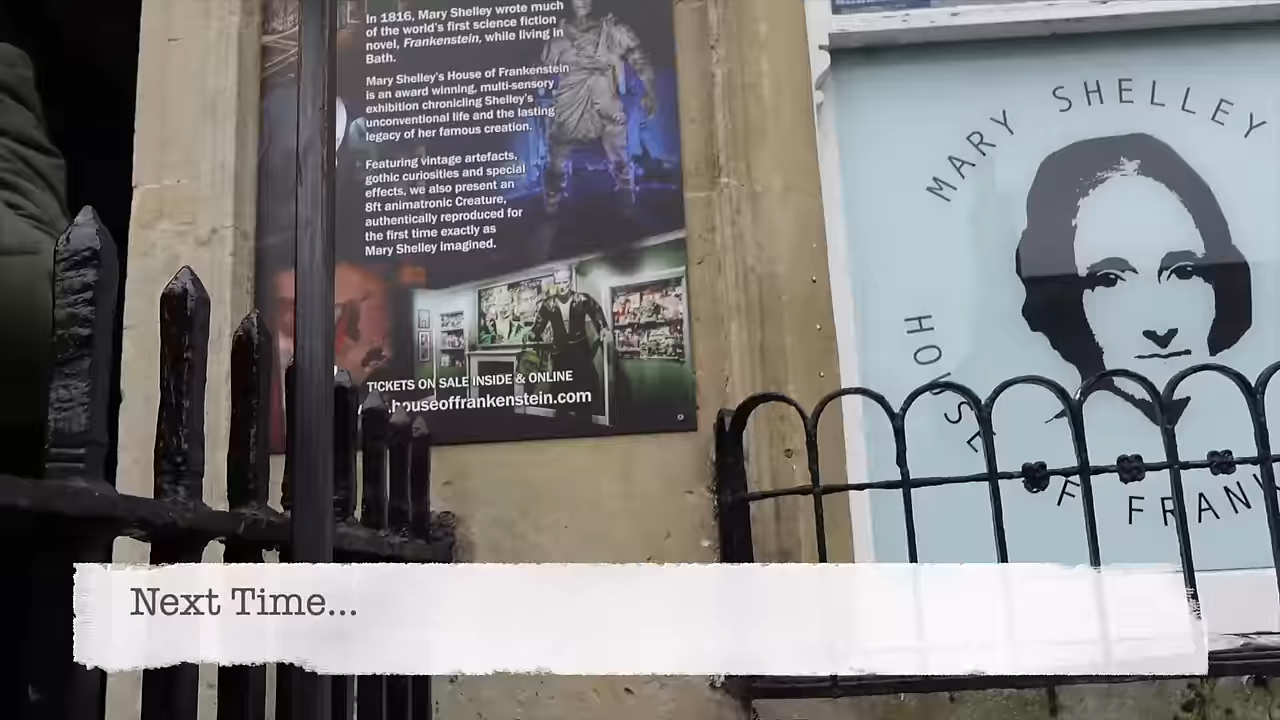 In 1816, Mary Shelley wrote much
of the world's first science fiction
novel, Frankenstein, while living in
Bath.
Mary Shelley's House of Frankenstein
is an award winning, multi-sensory
exhibition chronicling Shelley's
unconventional life and the lasting
legacy of her famous creation.
Featuring vintage artefacts,
gothic curiosities and special
effects, we also present an
8ft animatronic Creature,
authentically reproduced for
the first time exactly as
Mary Shelley imagined.
TICKETS ON SALE INSIDE & ONLINE
.houseoffrankenstein.com
MARY SHELLEY
HOUSE
F FRANK
Next Time...